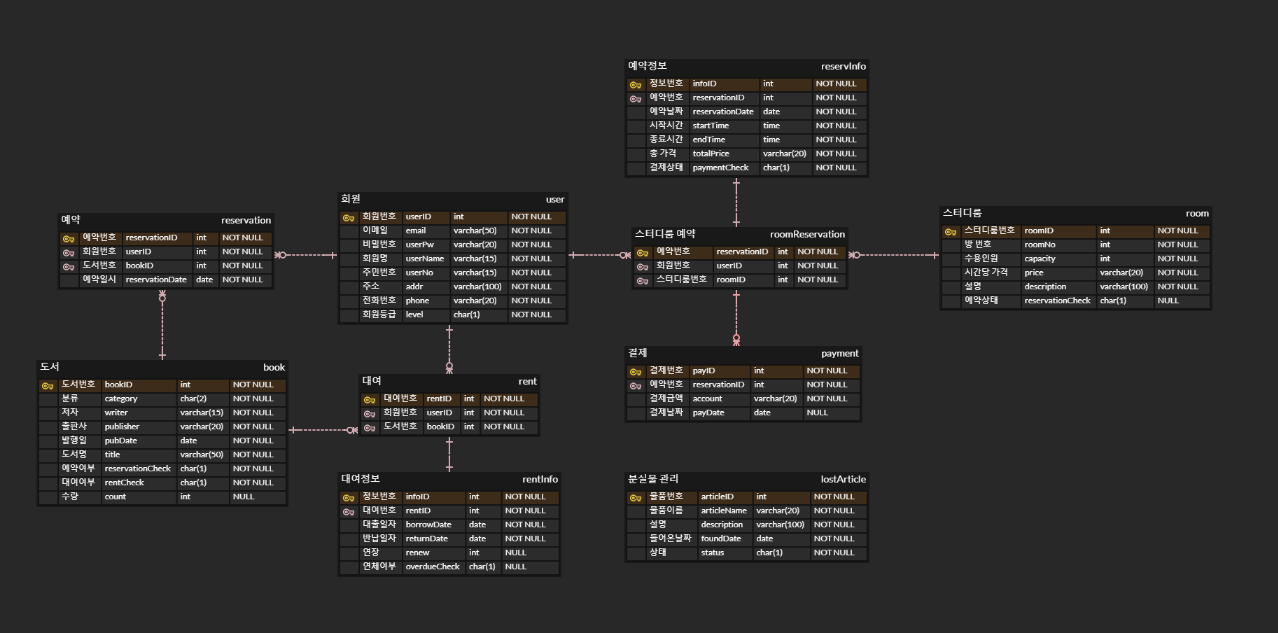 예약정보 reservInfo
정보번호 infoID int NOT NULL
예약번호 reservationID int NOT NULL
예약날짜 reservationDate date NOT NULL
시작시간 startTime time NOT NULL
종료시간 endTime time NOT NULL
총 가격 totalPrice varchar(20) NOT NULL
결제상태 paymentCheck char(1) NOT NULL
회원 user
회원번호 userID int NOT NULL
이메일 email varchar(50) NOT NULL
비밀번호 userPw varchar(20) NOT NULL
회원명 userName varchar(15) NOT NULL
주민번호 userNo varchar(15) NOT NULL
주소 addr varchar(100) NOT NULL
전화번호 phone varchar(20) NOT NULL
회원등급 level char(1) NOT NULL
예약 reservation
예약번호 reservationID int NOT NULL
회원번호 userID int NOT NULL
도서번호 bookID int NOT NULL
예약일시 reservationDate date NOT NULL
스터디룸 예약 roomReservation
예약번호 reservationID int NOT NULL
회원번호 userID int NOT NULL
스터디룸번호 roomID int NOT NULL
스터디룸 room
스터디룸번호 roomID int NOT NULL
방 번호 roomNo int NOT NULL
수용인원 capacity int NOT NULL
시간당 가격 price varchar(20) NOT NULL
설명 description varchar(100) NOT NULL
예약상태 reservationCheck char(1) NULL
도서 book
도서번호 bookID int NOT NULL
분류 category char(2) NOT NULL
저자 writer varchar(15) NOT NULL
출판사 publisher varchar(20) NOT NULL
발행일 pubDate date NOT NULL
도서명 title varchar(50) NOT NULL
예약여부 reservationCheck char(1) NOT NULL
대여여부 rentCheck char(1) NOT NULL
수량 count int NULL
대여 rent
대여번호 rentID int NOT NULL
회원번호 userID int NOT NULL
도서번호 bookID int NOT NULL
결제 payment
결제번호 payID int NOT NULL
예약번호 reservationID int NOT NULL
결제금액 account varchar(20) NOT NULL
결제날짜 payDate date NULL
대여정보 rentInfo
정보번호 infoID int NOT NULL
대여번호 rentID int NOT NULL
대출일자 borrowDate date NOT NULL
반납일자 returnDate date NOT NULL
연장 renew int NULL
연체여부 overdueCheck char(1) NULL
분실물 관리 lostArticle
물품번호 articleID int NOT NULL
물품이름 articleName varchar(20) NOT NULL
설명 description varchar(100) NOT NULL
들어온날짜 foundDate date NOT NULL
상태 status char(1) NOT NULL